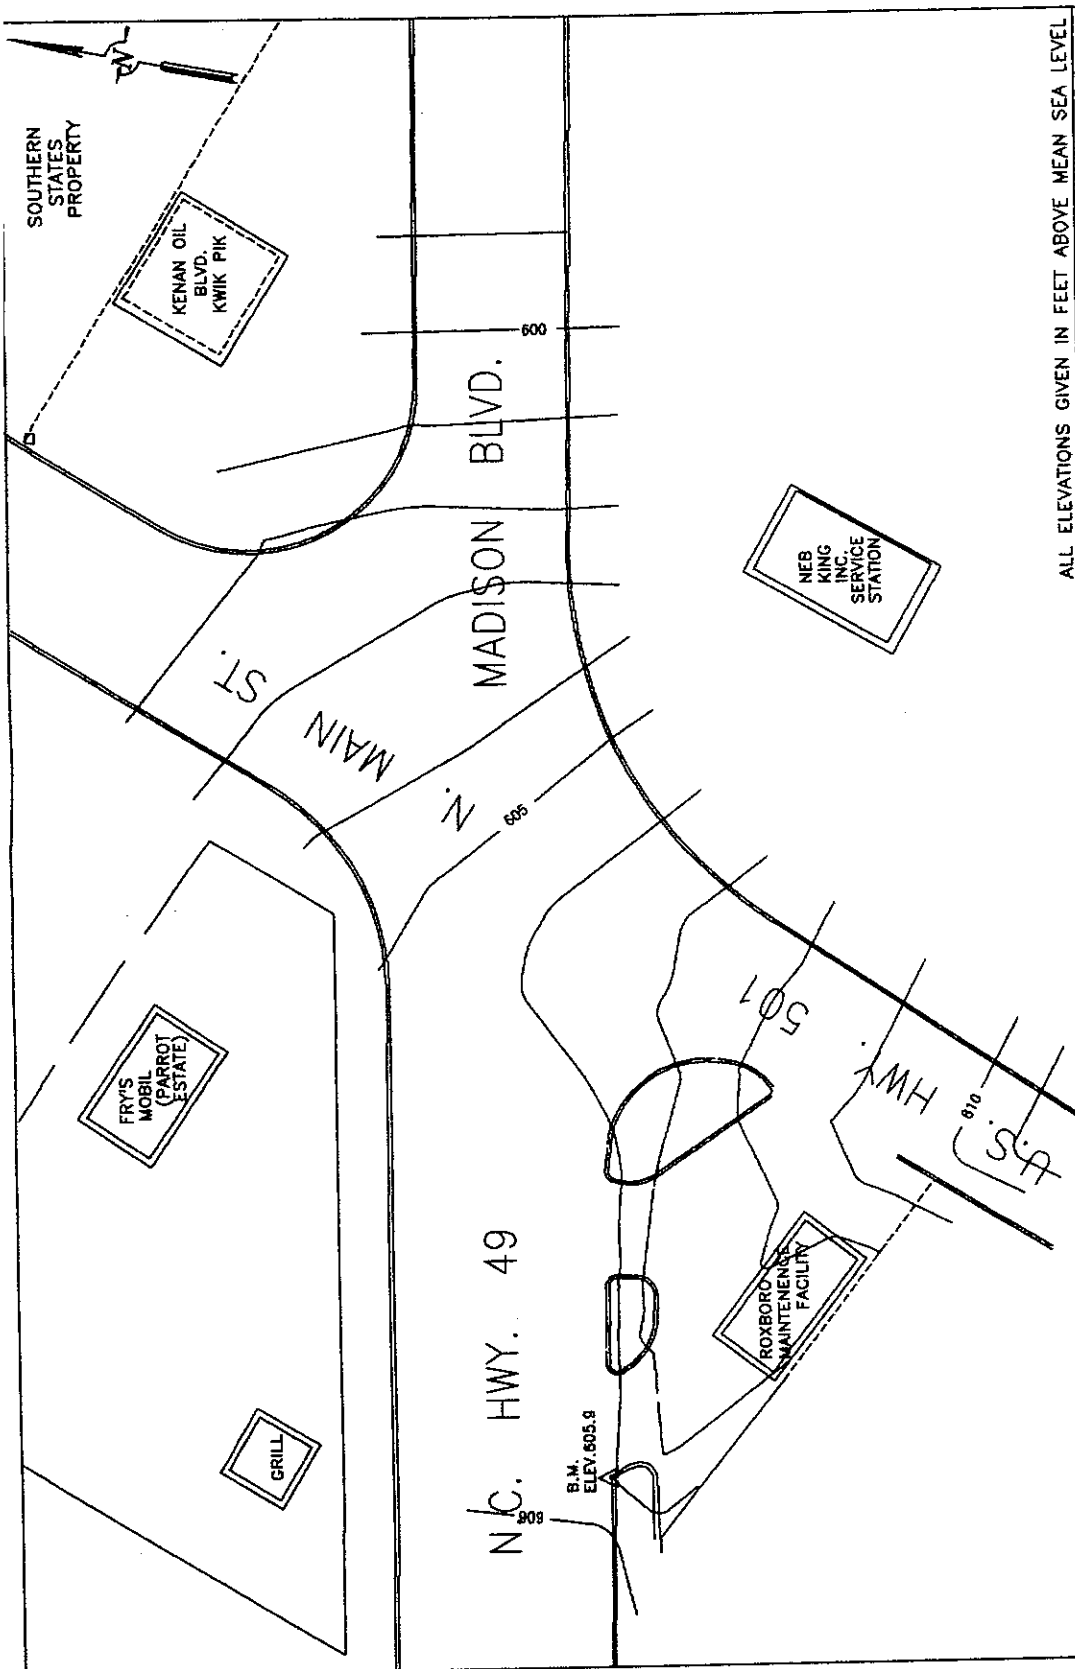 SOUTHERN
STATES
PROPERTY
N
KENAN OIL
BLVD.
KWIK PIK
600
MADISON BLVD.
N. MAIN ST.
605
NEB
KING
INC.
SERVICE
STATION
FRY'S
MOBIL
(PARROT
ESTATE)
GRILL
N.C. HWY. 49
606
B.M.
ELEV.605.9
ROXBORO
MAINTENENCE
FACILITY
U.S. HWY. 501
610
ALL ELEVATIONS GIVEN IN FEET ABOVE MEAN SEA LEVEL